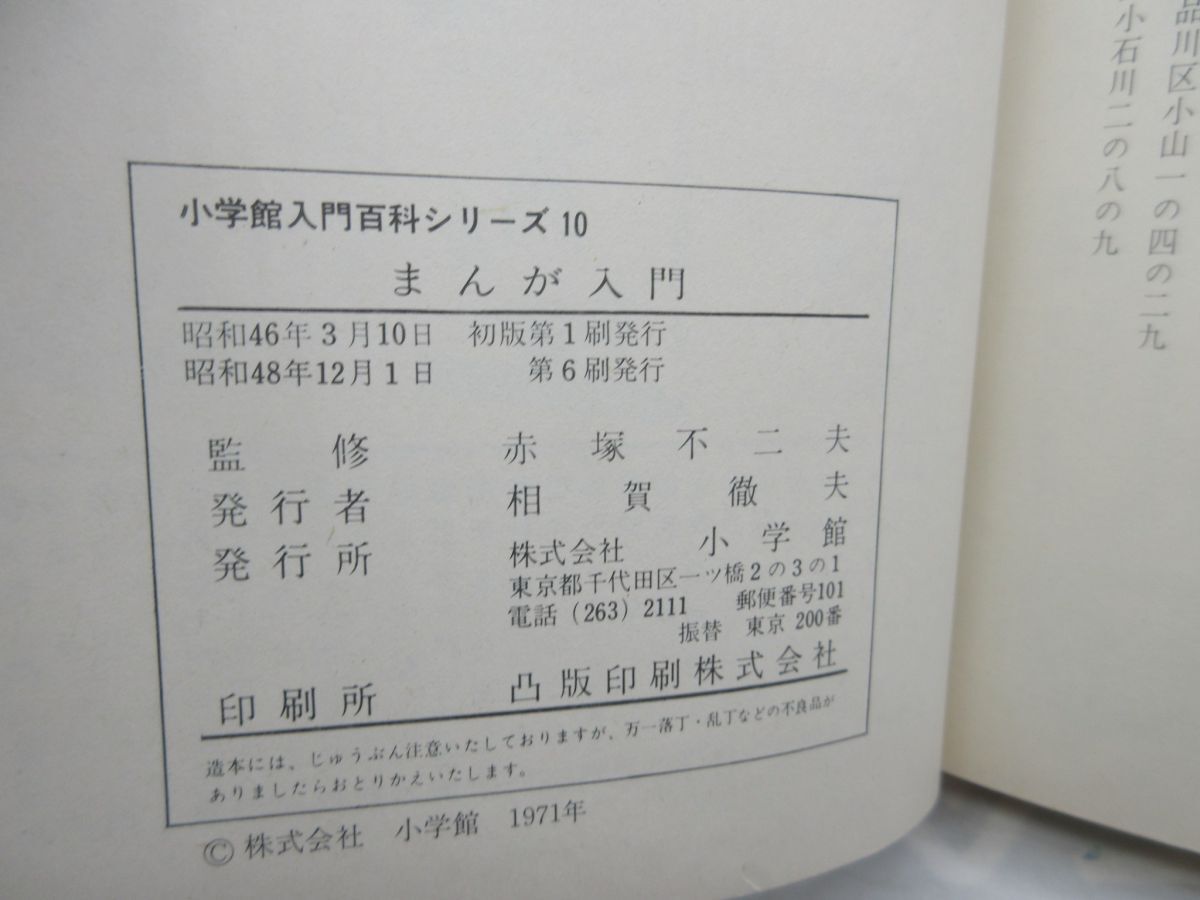 品川区小山一の四の二九
小石川二の八の九
小学館入門百科シリーズ 10
まんが入門
昭和46年 3 月10日 初版第 1 刷発行
昭和48年12月 1 日 第 6 刷発行
監修 赤塚不二夫
発行者 相賀徹夫
発行所 株式会社 小学館
東京都千代田区一ツ橋 2 の 3 の 1
電話 (263) 2111 郵便番号101
振替 東京 200番
印刷所 凸版印刷株式会社
造本には、じゅうぶん注意いたしておりますが、万一落丁・乱丁などの不良品が
ありましたらおとりかえいたします。
© 株式会社 小学館 1971年